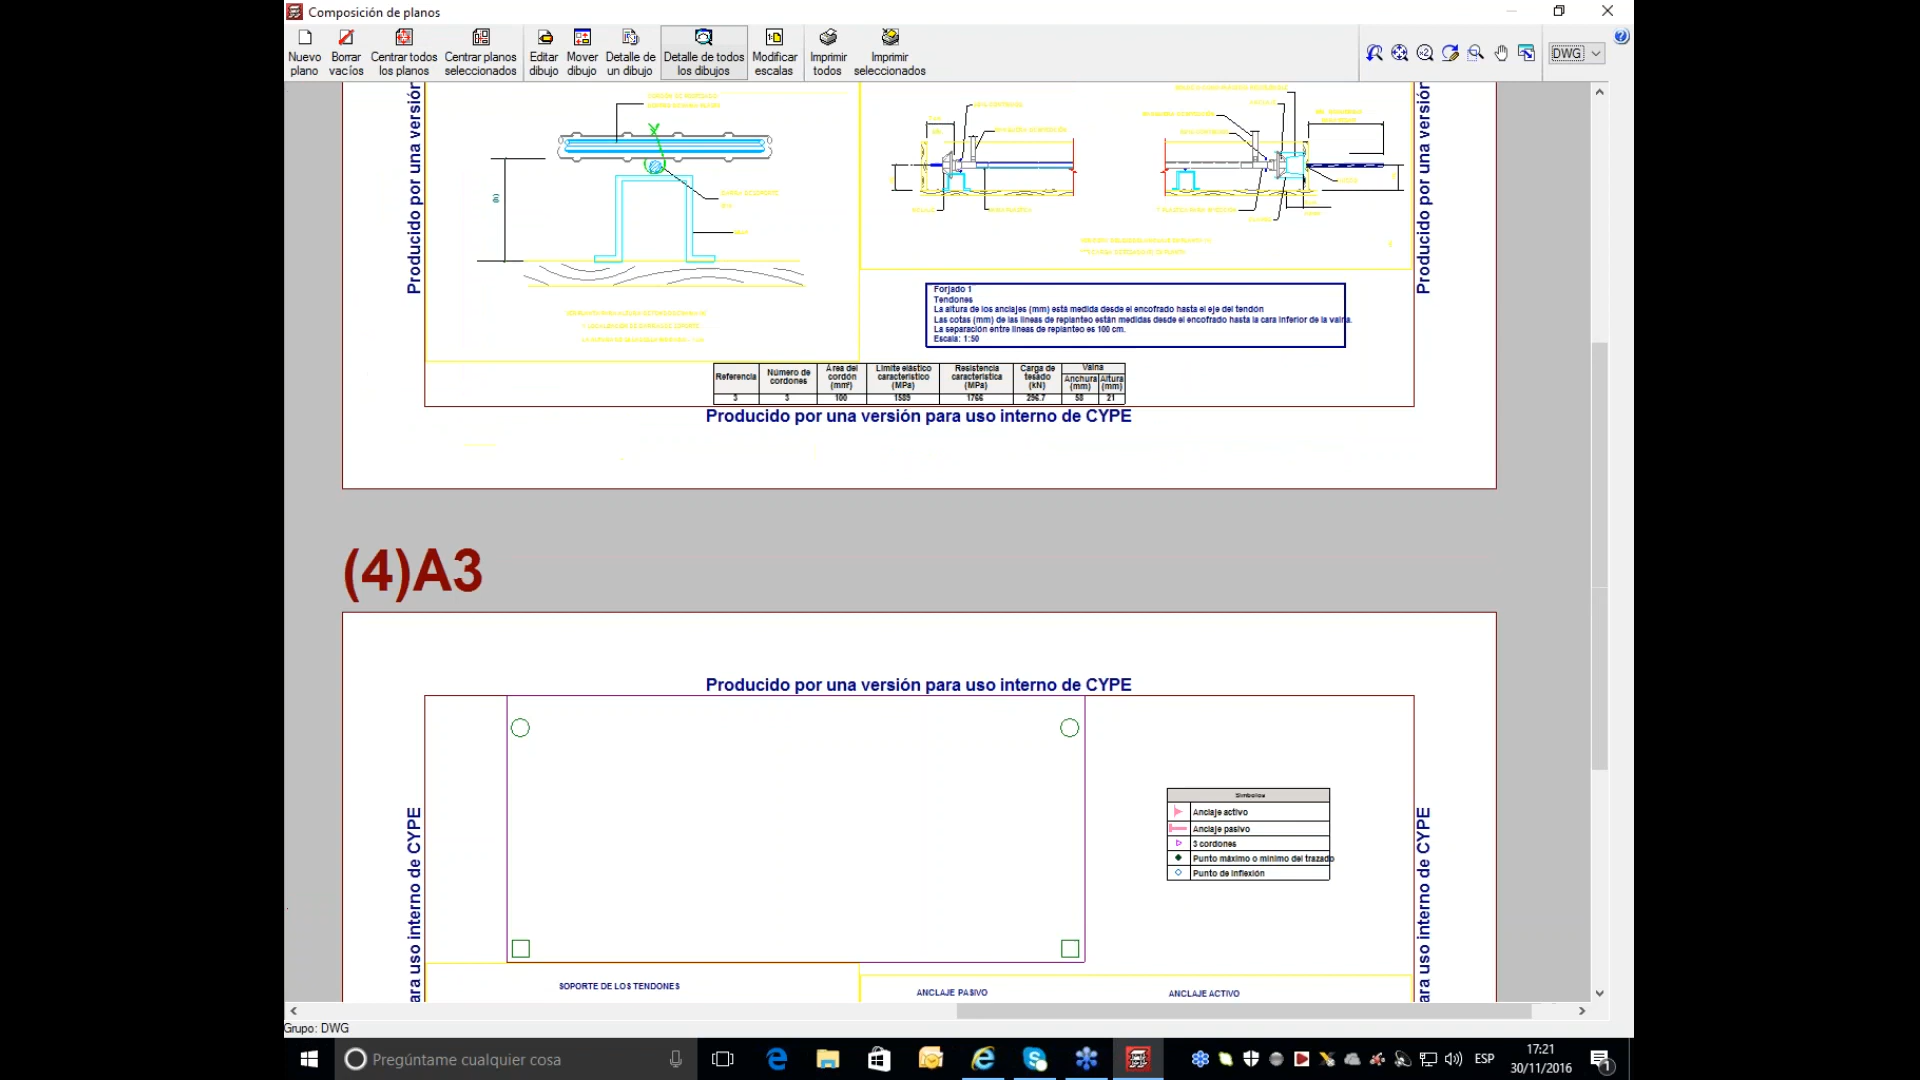 Composición de planos
Nuevo plano
Borrar vacíos
Centrar todos los planos
Centrar planos seleccionados
Editar dibujo
Mover dibujo
Detalle de un dibujo
Detalle de todos los dibujos
Modificar escalas
Imprimir todos
Imprimir seleccionados
DWG
Producido por una versión
Producido por una versión
Forjado 1
Tendones
La altura de los anclajes (mm) está medida desde el encofrado hasta el eje del tendón
Las cotas (mm) de las líneas de replanteo están medidas desde el encofrado hasta la cara inferior de la vaina.
La separación entre líneas de replanteo es 100 cm.
Escala: 1:50
Referencia Número de cordones Área del cordón (mm²) Límite elástico característico (MPa) Resistencia característica (MPa) Carga de tesado (kN) Vaina Anchura (mm) Altura (mm)
3 3 100 1589 1766 296.7 58 21
Producido por una versión para uso interno de CYPE
(4)A3
Producido por una versión para uso interno de CYPE
ara uso interno de CYPE
ara uso interno de CYPE
Símbolos
Anclaje activo
Anclaje pasivo
3 cordones
Punto máximo o mínimo del trazado
Punto de inflexión
SOPORTE DE LOS TENDONES
ANCLAJE PASIVO
ANCLAJE ACTIVO
Grupo: DWG
Pregúntame cualquier cosa
ESP
17:21
30/11/2016
1